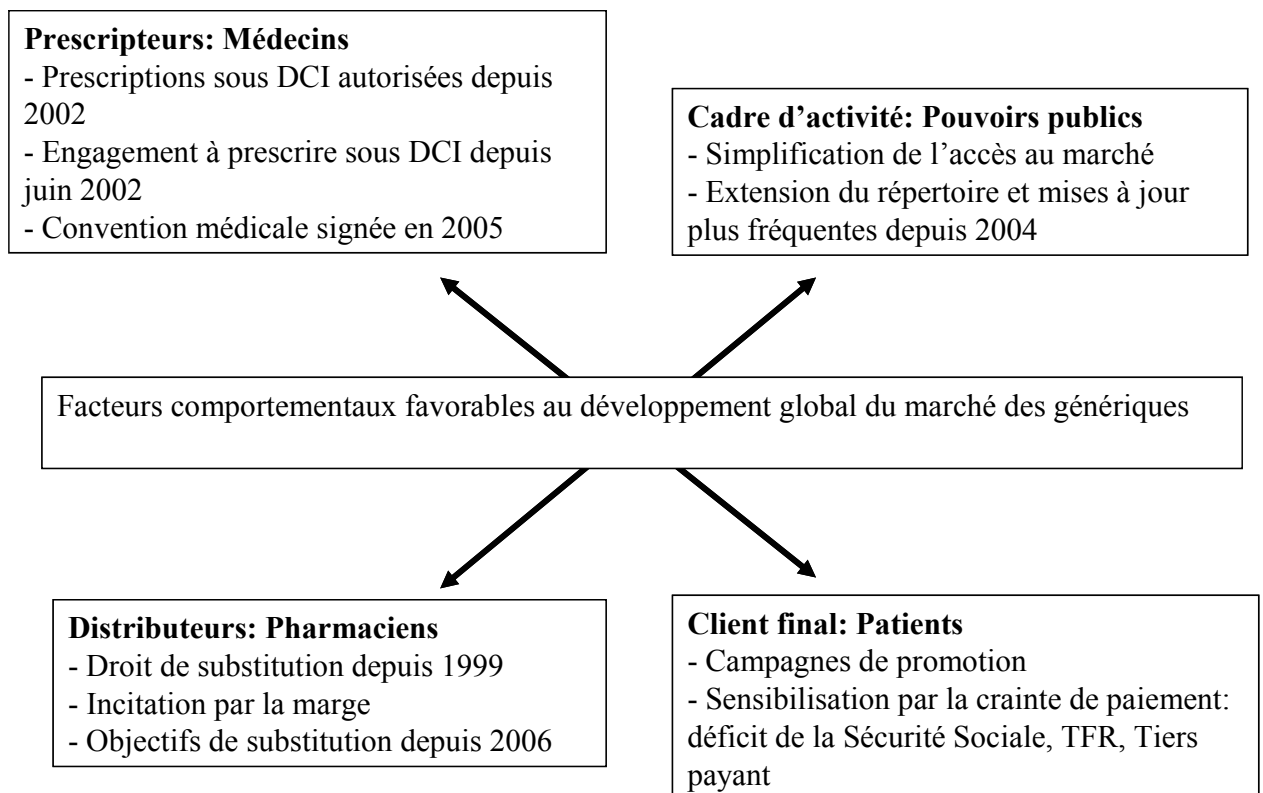 Prescripteurs: Médecins
- Prescriptions sous DCI autorisées depuis
2002
- Engagement à prescrire sous DCI depuis
juin 2002
- Convention médicale signée en 2005
Cadre d’activité: Pouvoirs publics
- Simplification de l’accès au marché
- Extension du répertoire et mises à jour
plus fréquentes depuis 2004
Facteurs comportementaux favorables au développement global du marché des génériques
Distributeurs: Pharmaciens
- Droit de substitution depuis 1999
- Incitation par la marge
- Objectifs de substitution depuis 2006
Client final: Patients
- Campagnes de promotion
- Sensibilisation par la crainte de paiement:
déficit de la Sécurité Sociale, TFR, Tiers
payant